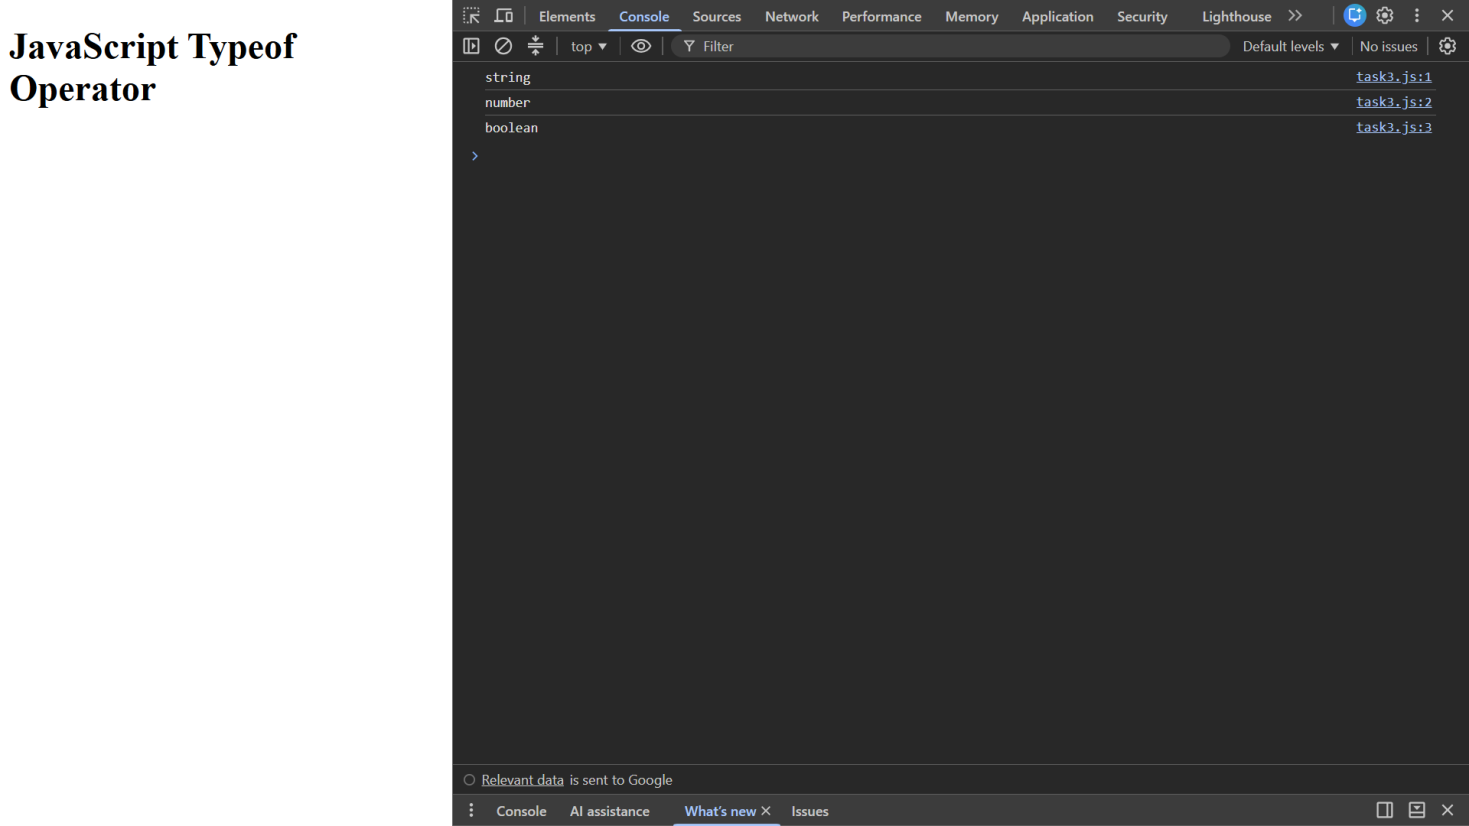 JavaScript Typeof
Operator
Elements Console Sources Network Performance Memory Application Security Lighthouse
top Filter Default levels No issues
string task3.js:1
number task3.js:2
boolean task3.js:3
Relevant data is sent to Google
Console AI assistance What's new Issues